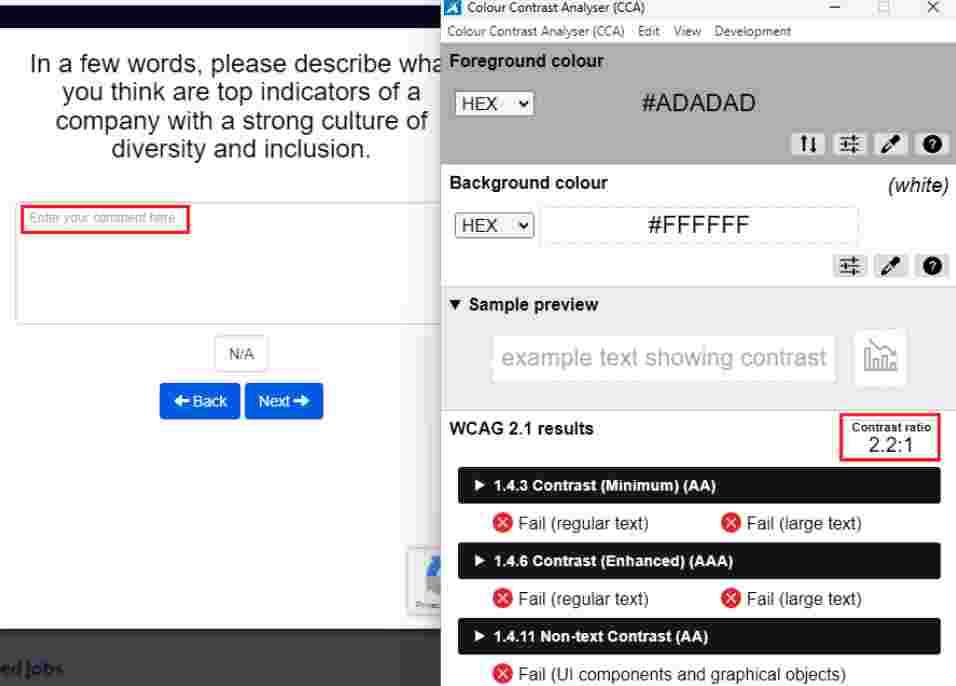 In a few words, please describe wha
you think are top indicators of a
company with a strong culture of
diversity and inclusion.
Enter your comment here
N/A
Back Next
ed Jobs
Colour Contrast Analyser (CCA)
Colour Contrast Analyser (CCA) Edit View Development
Foreground colour
HEX #ADADAD
Background colour (white)
HEX #FFFFFF
Sample preview
example text showing contrast
WCAG 2.1 results
Contrast ratio
2.2:1
1.4.3 Contrast (Minimum) (AA)
Fail (regular text) Fail (large text)
1.4.6 Contrast (Enhanced) (AAA)
Fail (regular text) Fail (large text)
1.4.11 Non-text Contrast (AA)
Fail (UI components and graphical objects)